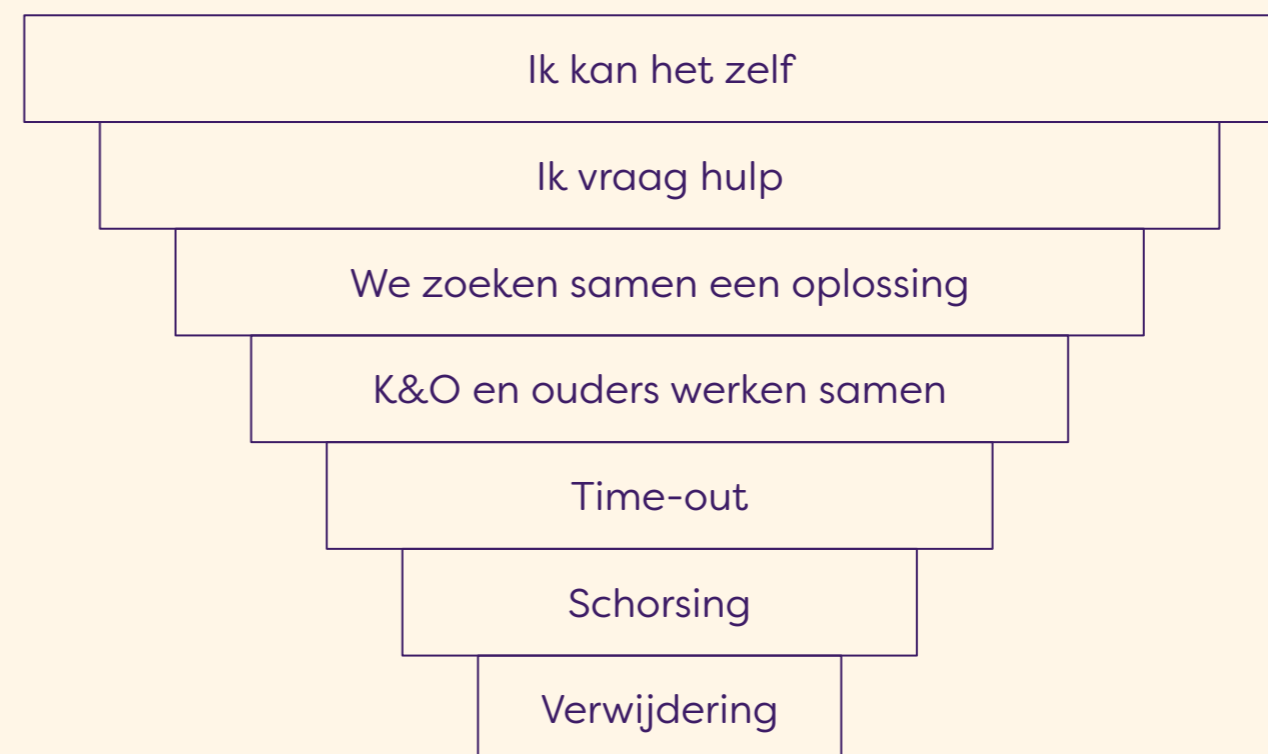 Ik kan het zelf
Ik vraag hulp
We zoeken samen een oplossing
K&O en ouders werken samen
Time-out
Schorsing
Verwijdering